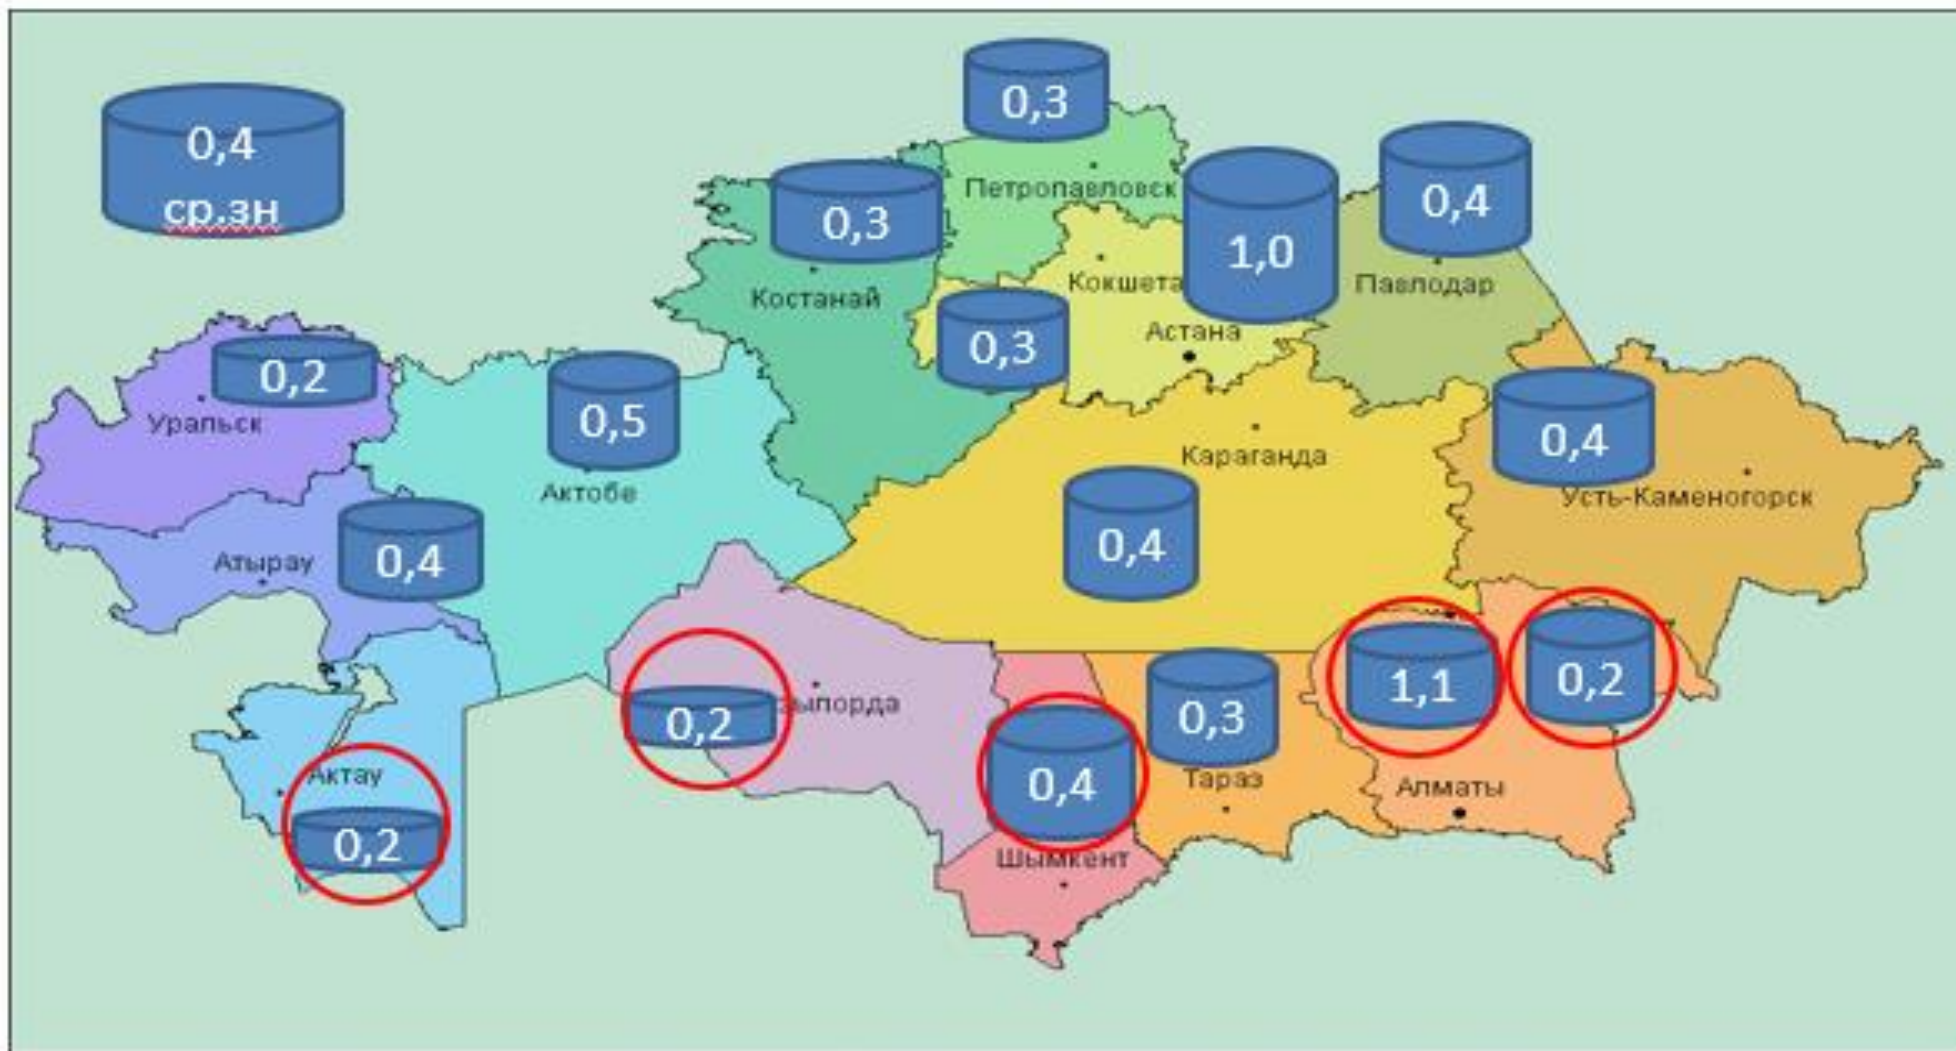 0,3
0,4
ср.зн
0,4
Петропавловск
0,3
1,0
Кокшета
Павлодар
Костанай
Астана
0,3
0,2
0,5
Уральск
0,4
Караганда
Актобе
Усть-Каменогорск
0,4
0,4
Атырау
1,1
0,2
зылорда
0,2
0,3
Актау
0,4
Тараз
Алматы
0,2
Шымкент